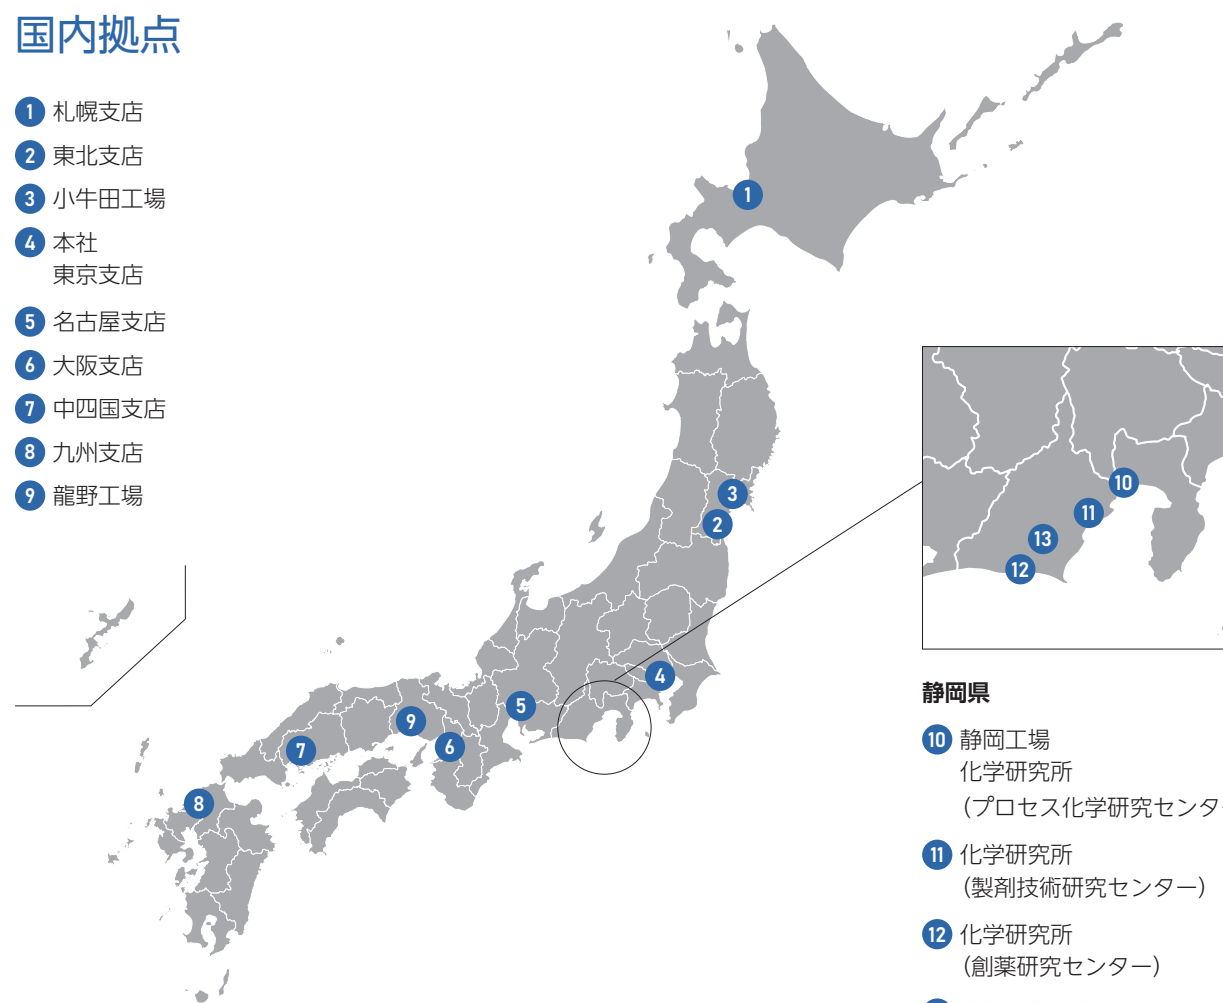 国内拠点
1 札幌支店
2 東北支店
3 小牛田工場
4 本社
東京支店
5 名古屋支店
6 大阪支店
7 中四国支店
8 九州支店
9 龍野工場
1
3
2
4
5
9
6
7
8
10
11
13
12
静岡県
10 静岡工場
化学研究所
(プロセス化学研究センタ
11 化学研究所
(製剤技術研究センター)
12 化学研究所
(創薬研究センター)